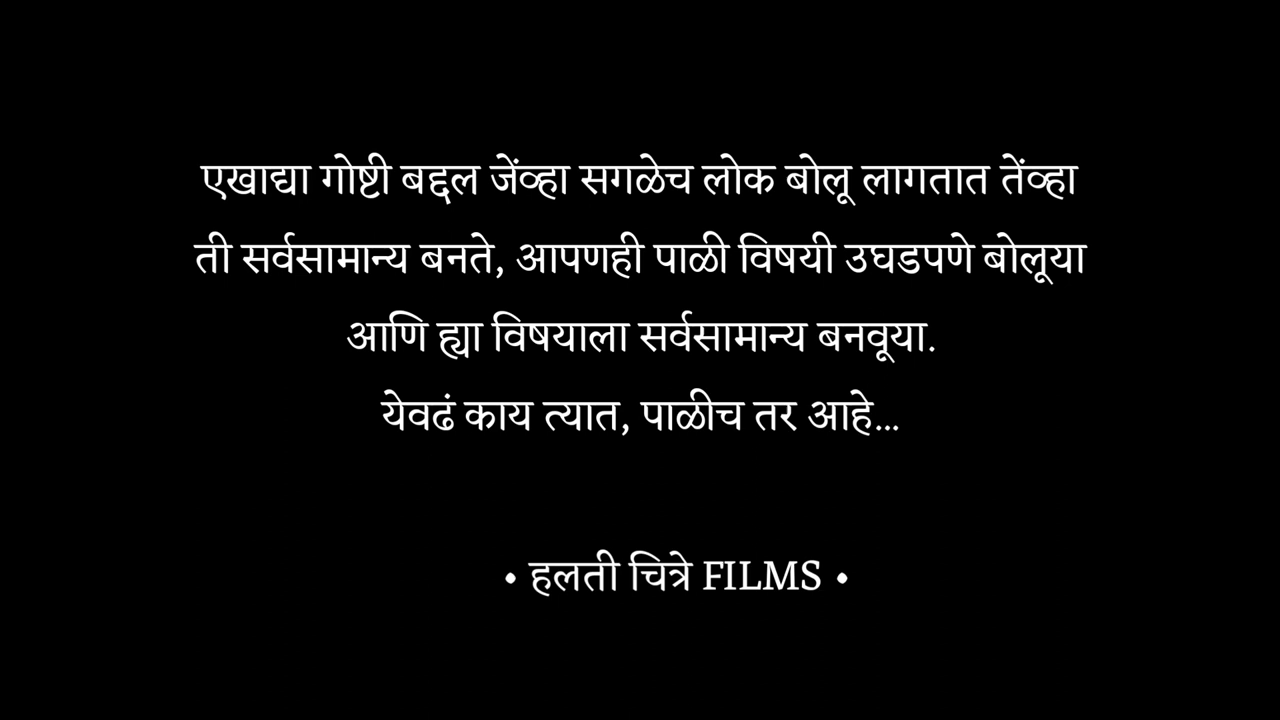 एखाद्या गोष्टी बद्दल जेंव्हा सगळेच लोक बोलू लागतात तेंव्हा
ती सर्वसामान्य बनते, आपणही पाळी विषयी उघडपणे बोलूया
आणि ह्या विषयाला सर्वसामान्य बनवूया.
येवढं काय त्यात, पाळीच तर आहे...
• हलती चित्रे FILMS •